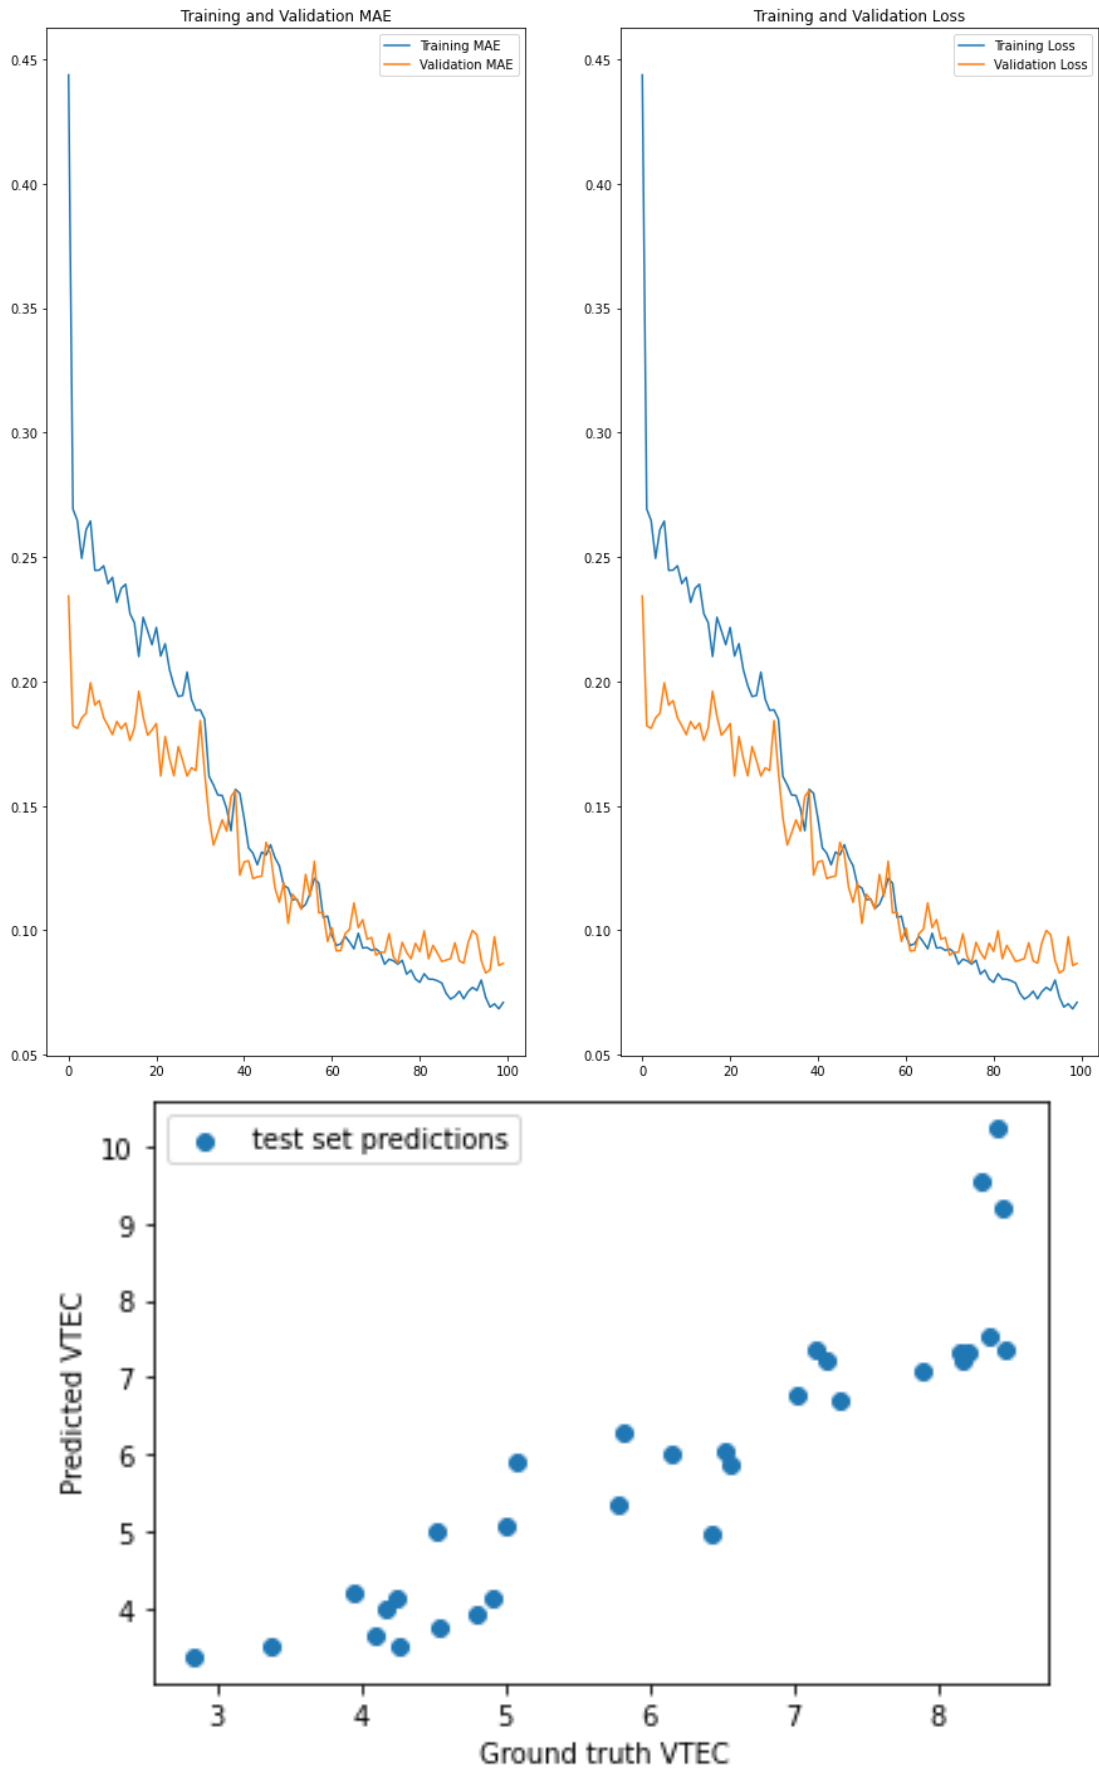 Training and Validation MAE
Training MAE
Validation MAE
0.45
0.40
0.35
0.30
0.25
0.20
0.15
0.10
0.05
0 20 40 60 80 100
Training and Validation Loss
Training Loss
Validation Loss
0.45
0.40
0.35
0.30
0.25
0.20
0.15
0.10
0.05
0 20 40 60 80 100
test set predictions
Predicted VTEC
10
9
8
7
6
5
4
3 4 5 6 7 8
Ground truth VTEC